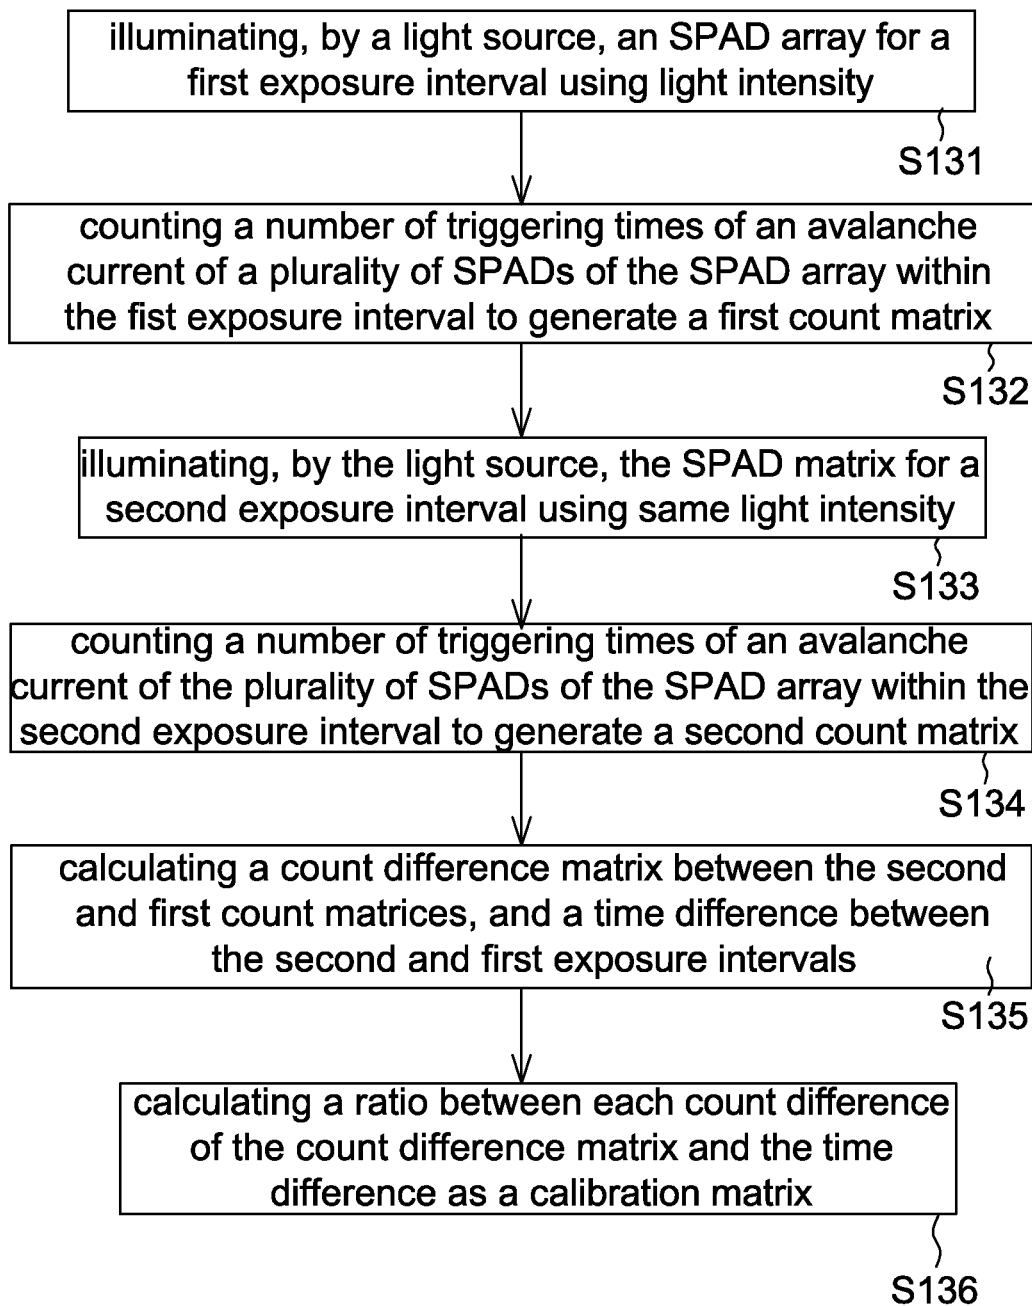 illuminating, by a light source, an SPAD array for a
first exposure interval using light intensity
S131
counting a number of triggering times of an avalanche
current of a plurality of SPADs of the SPAD array within
the fist exposure interval to generate a first count matrix
S132
illuminating, by the light source, the SPAD matrix for a
second exposure interval using same light intensity
S133
counting a number of triggering times of an avalanche
current of the plurality of SPADs of the SPAD array within the
second exposure interval to generate a second count matrix
S134
calculating a count difference matrix between the second
and first count matrices, and a time difference between
the second and first exposure intervals
S135
calculating a ratio between each count difference
of the count difference matrix and the time
difference as a calibration matrix
S136